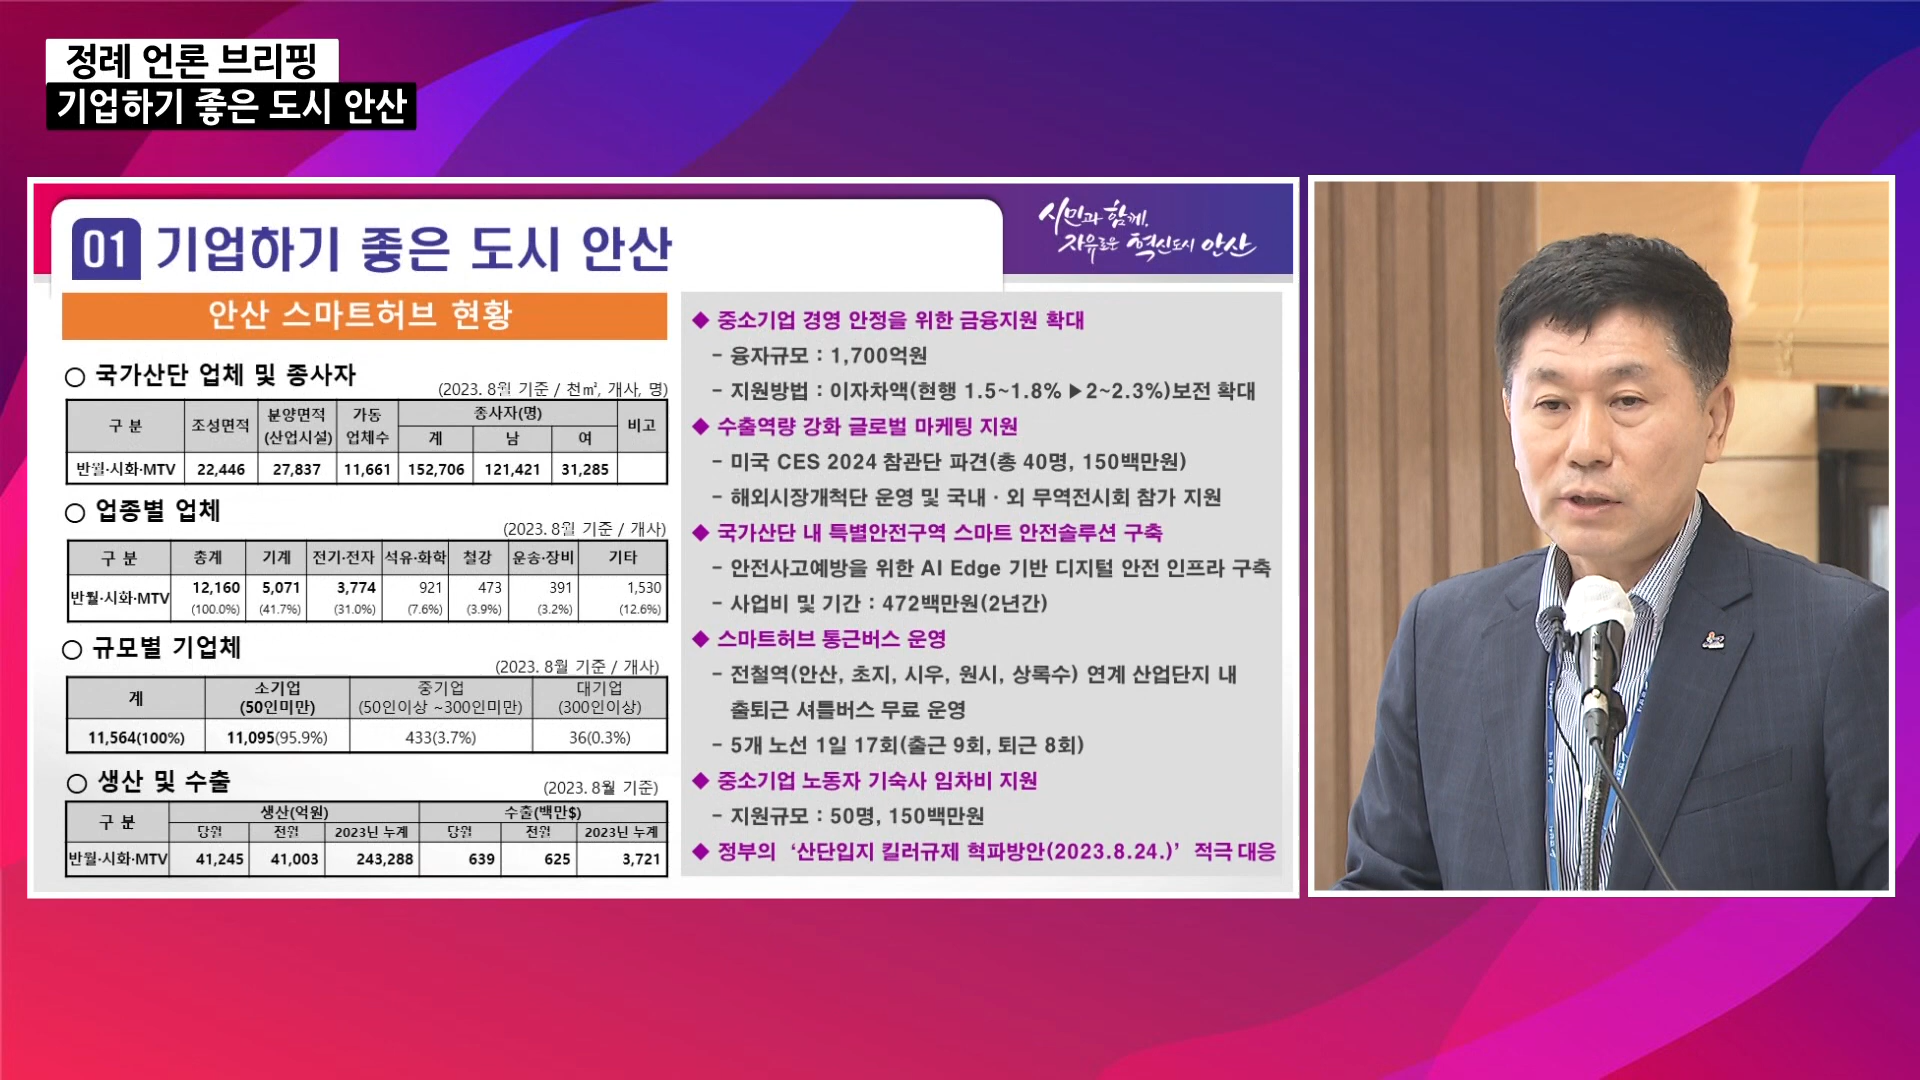 정례 언론 브리핑
기업하기 좋은 도시 안산
01 기업하기 좋은 도시 안산
시민과 함께,
자유로운 혁신도시 안산
안산 스마트허브 현황
○ 국가산단 업체 및 종사자
(2023. 8월 기준 / 천㎡, 개사, 명)
구 분 조성면적 분양면적 (산업시설) 가동 업체수 종사자(명) 비고
계 남 여
반월·시화·MTV 22,446 27,837 11,661 152,706 121,421 31,285
○ 업종별 업체
(2023. 8월 기준 / 개사)
구 분 총계 기계 전기·전자 석유·화학 철강 운송·장비 기타
반월·시화·MTV 12,160 5,071 3,774 921 473 391 1,530
(100.0%) (41.7%) (31.0%) (7.6%) (3.9%) (3.2%) (12.6%)
○ 규모별 기업체
(2023. 8월 기준 / 개사)
계 소기업 중기업 대기업
(50인미만) (50인이상 ~300인미만) (300인이상)
11,564(100%) 11,095(95.9%) 433(3.7%) 36(0.3%)
○ 생산 및 수출
(2023. 8월 기준)
구 분 생산(억원) 수출(백만$)
당월 전월 2023년 누계 당월 전월 2023년 누계
반월·시화·MTV 41,245 41,003 243,288 639 625 3,721
◆ 중소기업 경영 안정을 위한 금융지원 확대
- 융자규모 : 1,700억원
- 지원방법 : 이자차액(현행 1.5~1.8% ▶2~2.3%)보전 확대
◆ 수출역량 강화 글로벌 마케팅 지원
- 미국 CES 2024 참관단 파견(총 40명, 150백만원)
- 해외시장개척단 운영 및 국내 · 외 무역전시회 참가 지원
◆ 국가산단 내 특별안전구역 스마트 안전솔루션 구축
- 안전사고예방을 위한 AI Edge 기반 디지털 안전 인프라 구축
- 사업비 및 기간 : 472백만원(2년간)
◆ 스마트허브 통근버스 운영
- 전철역(안산, 초지, 시우, 원시, 상록수) 연계 산업단지 내
출퇴근 셔틀버스 무료 운영
- 5개 노선 1일 17회(출근 9회, 퇴근 8회)
◆ 중소기업 노동자 기숙사 임차비 지원
- 지원규모 : 50명, 150백만원
◆ 정부의 ‘산단입지 킬러규제 혁파방안(2023.8.24.)’ 적극 대응